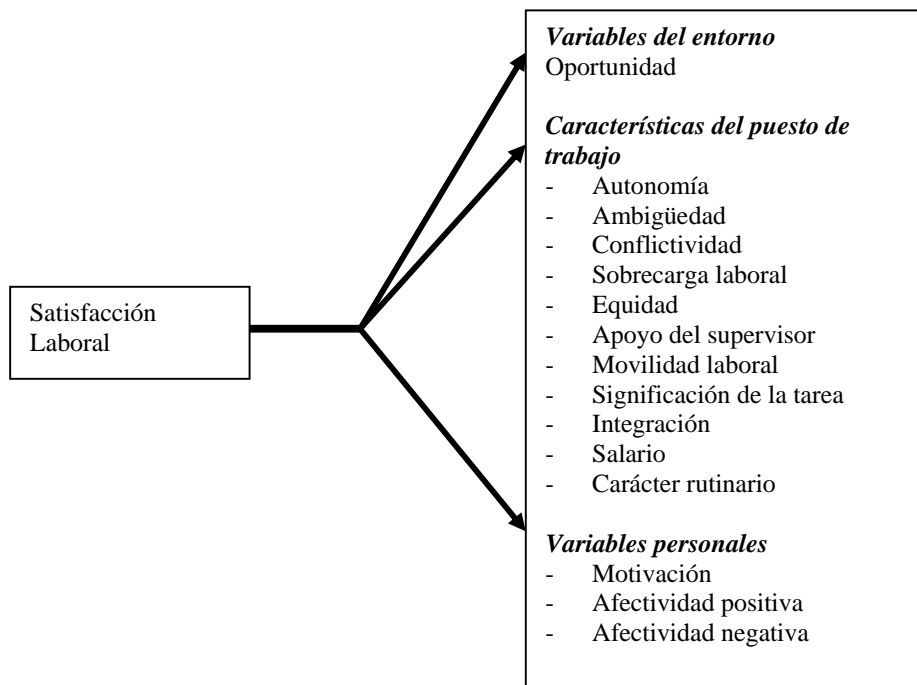 Satisfacción
Laboral
Variables del entorno
Oportunidad
Características del puesto de
trabajo
- Autonomía
- Ambigüedad
- Conflictividad
- Sobrecarga laboral
- Equidad
- Apoyo del supervisor
- Movilidad laboral
- Significación de la tarea
- Integración
- Salario
- Carácter rutinario
Variables personales
- Motivación
- Afectividad positiva
- Afectividad negativa